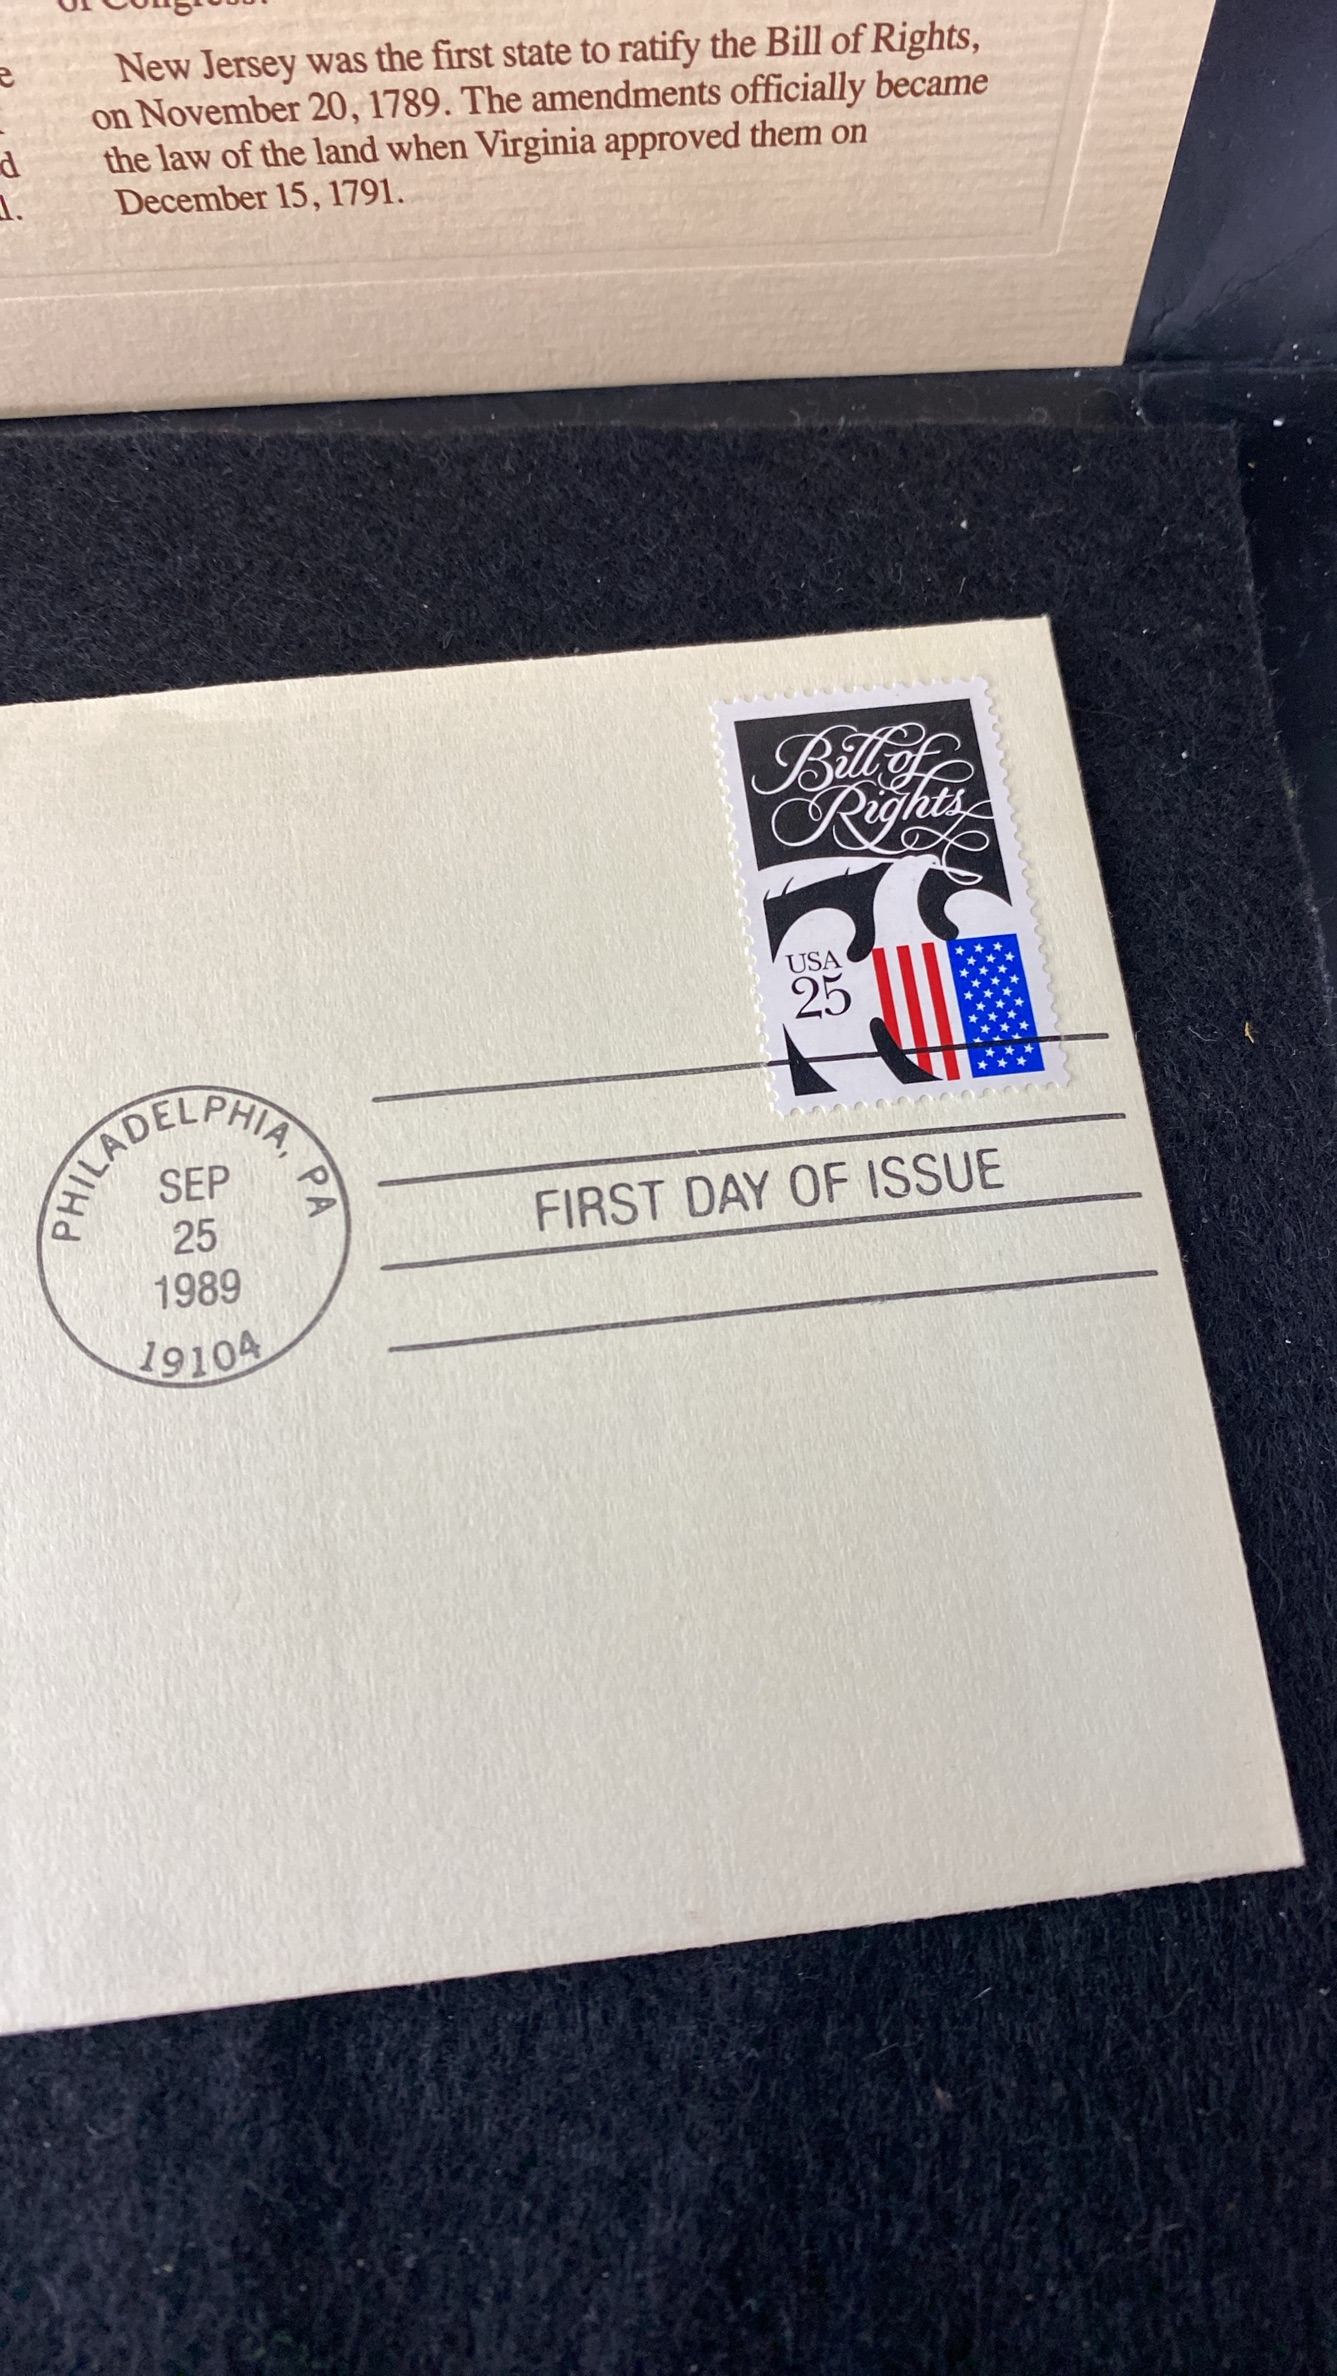 of Congress.
New Jersey was the first state to ratify the Bill of Rights,
on November 20, 1789. The amendments officially became
the law of the land when Virginia approved them on
December 15, 1791.
e
d
l.
Bill of
Rights
USA
25
PHILADELPHIA, PA
SEP
25
1989
19104
FIRST DAY OF ISSUE